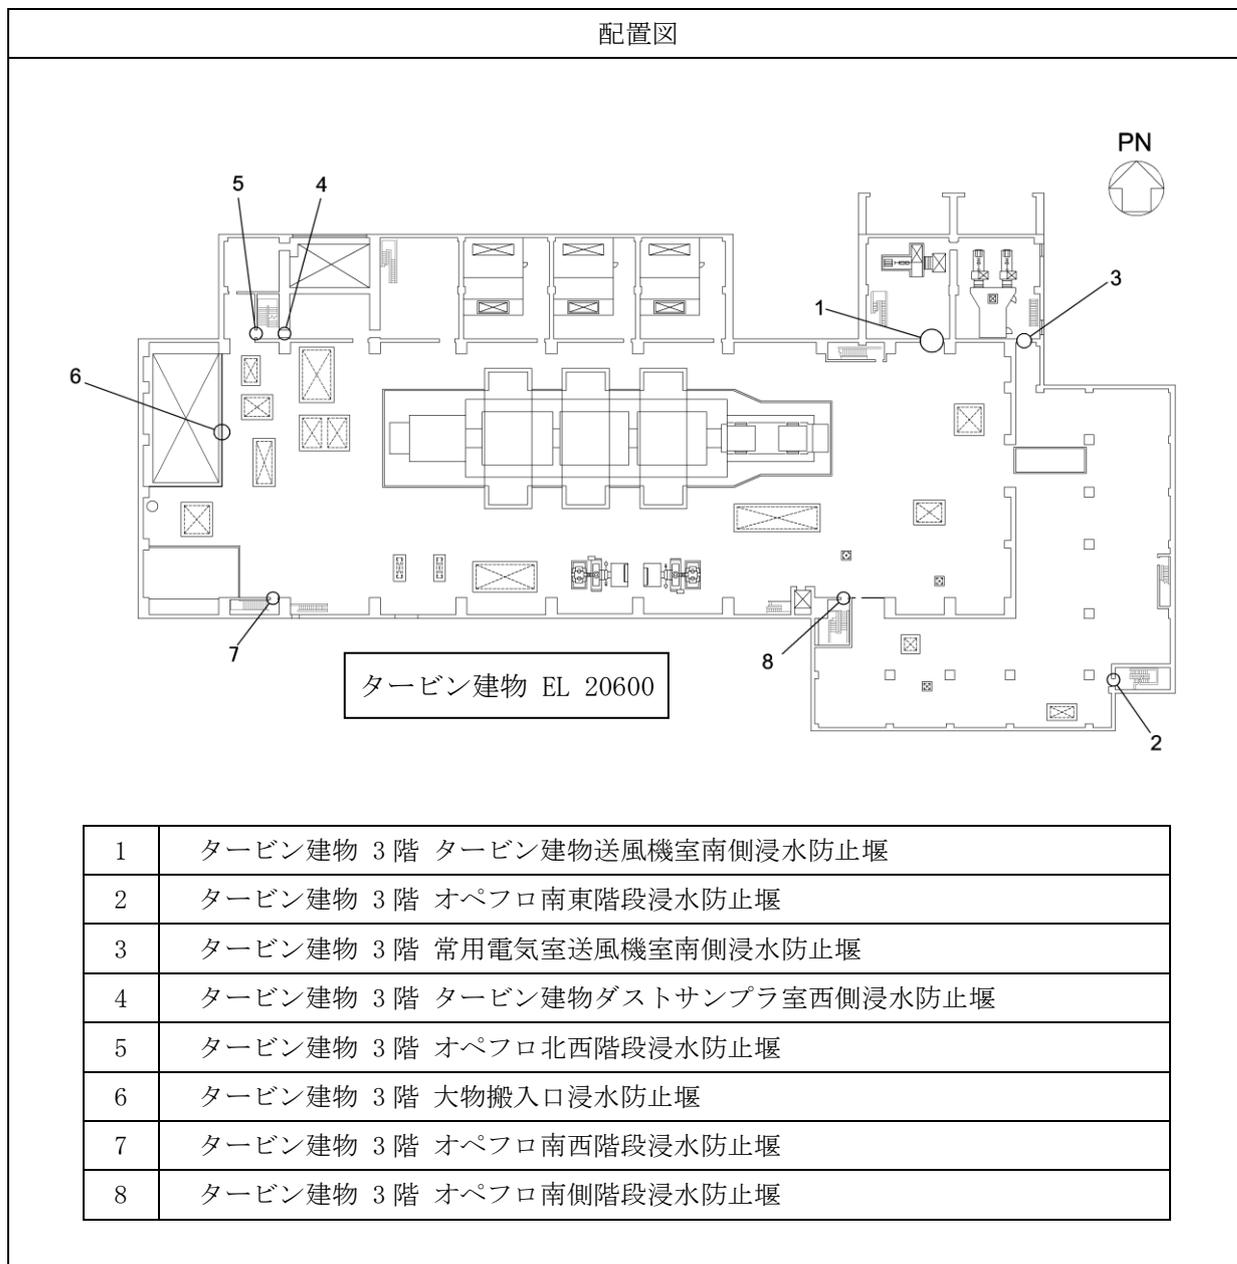 配置図
PN
5
4
3
1
6
7
8
2
タービン建物 EL 20600
1 タービン建物 3階 タービン建物送風機室南側浸水防止堰
2 タービン建物 3階 オペフロ南東階段浸水防止堰
3 タービン建物 3階 常用電気室送風機室南側浸水防止堰
4 タービン建物 3階 タービン建物ダストサンプラ室西側浸水防止堰
5 タービン建物 3階 オペフロ北西階段浸水防止堰
6 タービン建物 3階 大物搬入口浸水防止堰
7 タービン建物 3階 オペフロ南西階段浸水防止堰
8 タービン建物 3階 オペフロ南側階段浸水防止堰